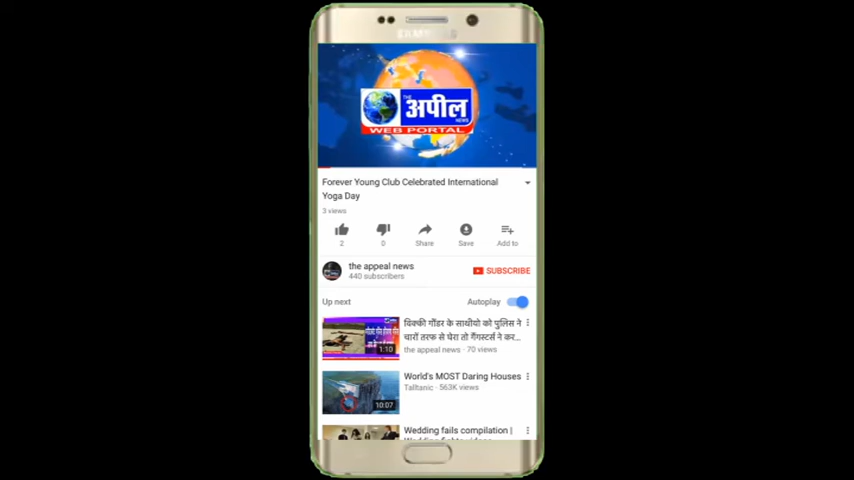 SAMSUNG
THE
अपील
NEWS
WEB PORTAL
Forever Young Club Celebrated International
Yoga Day
3 views
2
0
Share
Save
Add to
the appeal news
440 subscribers
SUBSCRIBE
Up next
Autoplay
विक्की गौंडर के साथीयो को पुलिस ने
चारों तरफ से घेरा तो गैंगस्टर्स ने कर...
the appeal news · 70 views
1:10
World's MOST Daring Houses
Talltanic · 563K views
10:07
Wedding fails compilation |